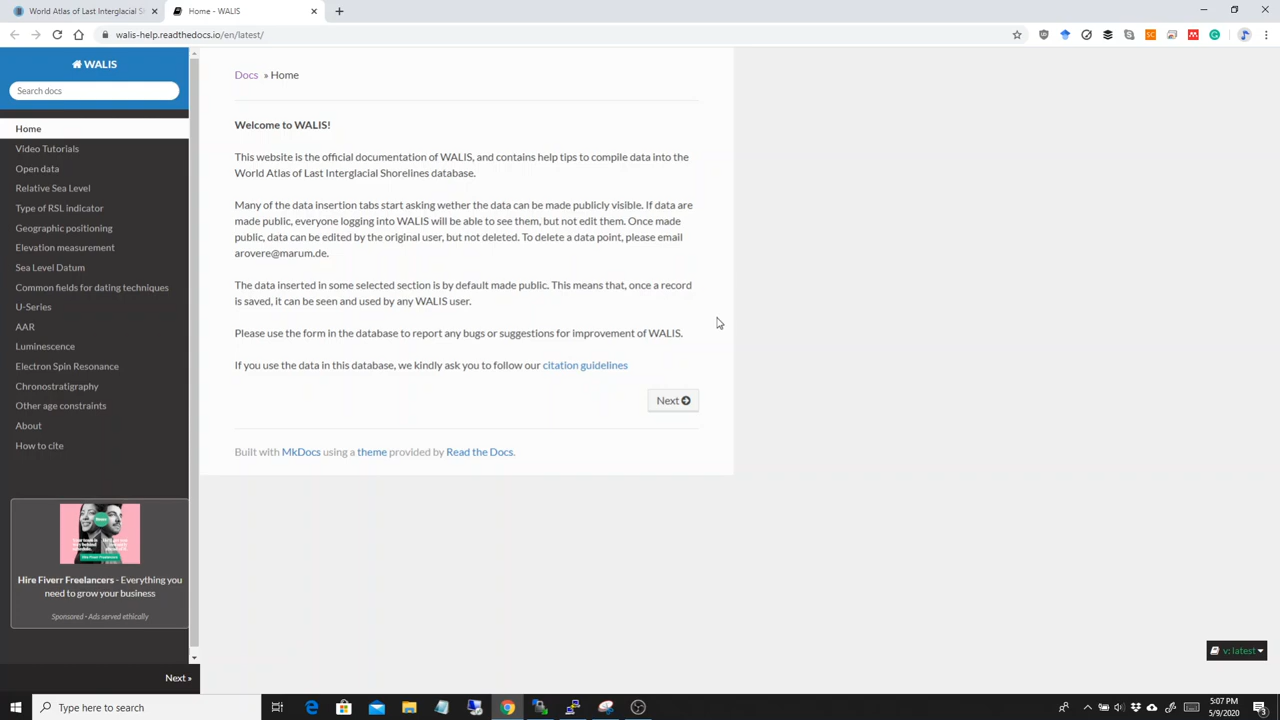 World Atlas of Last Interglacial Sh
Home - WALIS
walis-help.readthedocs.io/en/latest/
WALIS
Search docs
Home
Video Tutorials
Open data
Relative Sea Level
Type of RSL indicator
Geographic positioning
Elevation measurement
Sea Level Datum
Common fields for dating techniques
U-Series
AAR
Luminescence
Electron Spin Resonance
Chronostratigraphy
Other age constraints
About
How to cite
Hire Fiverr Freelancers - Everything you
need to grow your business
Sponsored · Ads served ethically
Next »
Docs » Home
Welcome to WALIS!
This website is the official documentation of WALIS, and contains help tips to compile data into the
World Atlas of Last Interglacial Shorelines database.
Many of the data insertion tabs start asking wether the data can be made publicly visible. If data are
made public, everyone logging into WALIS will be able to see them, but not edit them. Once made
public, data can be edited by the original user, but not deleted. To delete a data point, please email
arovere@marum.de.
The data inserted in some selected section is by default made public. This means that, once a record
is saved, it can be seen and used by any WALIS user.
Please use the form in the database to report any bugs or suggestions for improvement of WALIS.
If you use the data in this database, we kindly ask you to follow our citation guidelines
Next
Built with MkDocs using a theme provided by Read the Docs.
v: latest
Type here to search
5:07 PM
5/9/2020